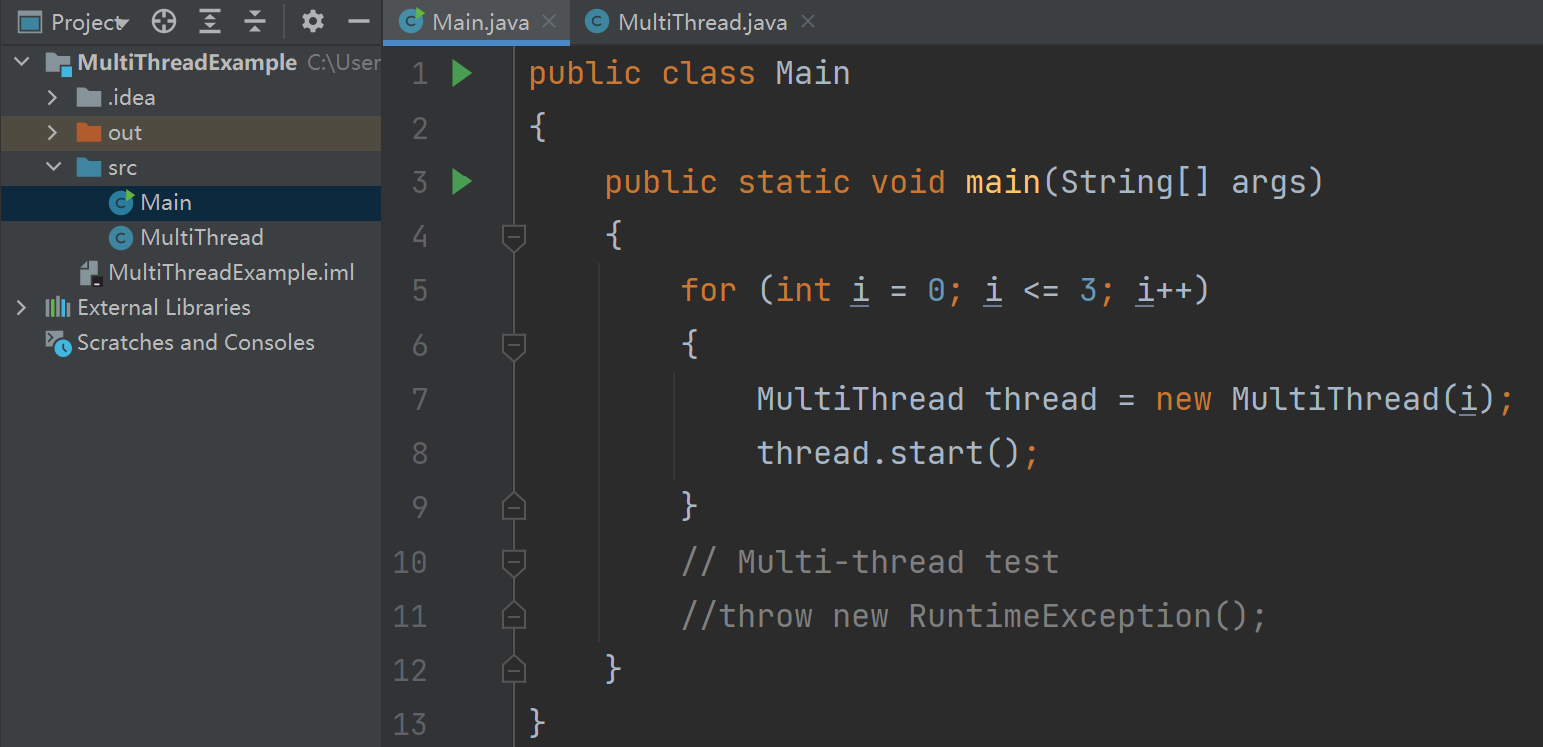 Project
MultiThreadExample C:\User
.idea
out
src
Main
MultiThread
MultiThreadExample.iml
External Libraries
Scratches and Consoles
Main.java MultiThread.java
1 public class Main
2 {
3 public static void main(String[] args)
4 {
5 for (int i = 0; i <= 3; i++)
6 {
7 MultiThread thread = new MultiThread(i);
8 thread.start();
9 }
10 // Multi-thread test
11 //throw new RuntimeException();
12 }
13 }